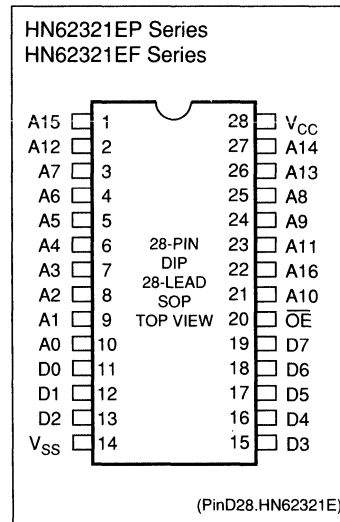 HN62321EP Series
HN62321EF Series
A15 1 28 VCC
A12 2 27 A14
A7 3 26 A13
A6 4 25 A8
A5 5 24 A9
A4 6 28-PIN 23 A11
DIP
A3 7 28-LEAD 22 A16
SOP
A2 8 21 A10
A1 9 TOP VIEW 20 OE
A0 10 19 D7
D0 11 18 D6
D1 12 17 D5
D2 13 16 D4
VSS 14 15 D3
(PinD28.HN62321E)